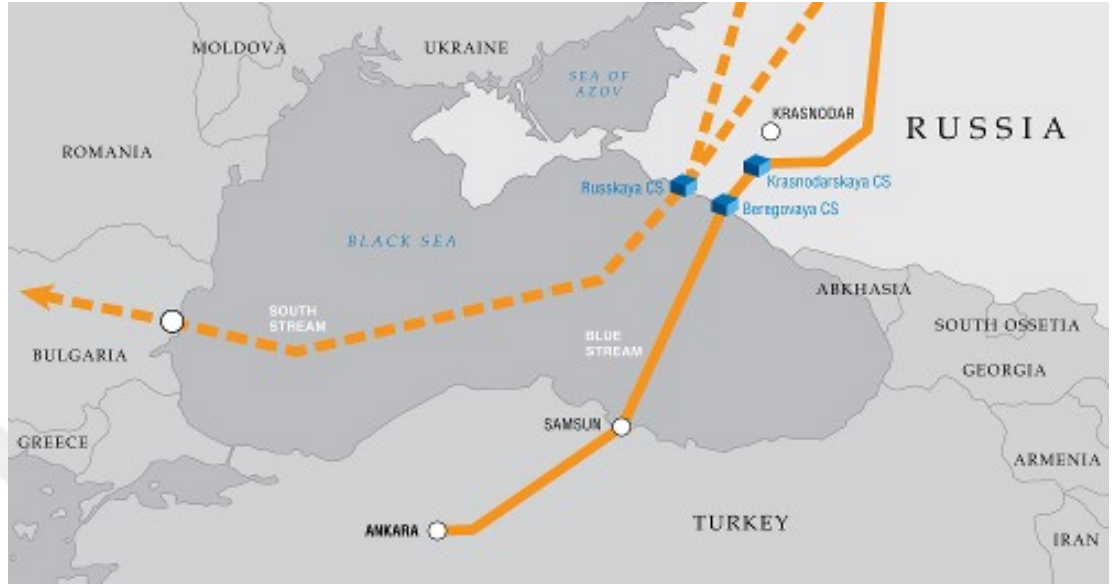 MOLDOVA
UKRAINE
SEA OF
AZOV
KRASNODAR
RUSSIA
ROMANIA
Russkaya CS
Krasnodarskaya CS
Beregovaya CS
BLACK SEA
ABKHASIA
SOUTH
STREAM
SOUTH OSSETIA
BLUE
STREAM
BULGARIA
GEORGIA
SAMSUN
GREECE
ARMENIA
ANKARA
TURKEY
IRAN